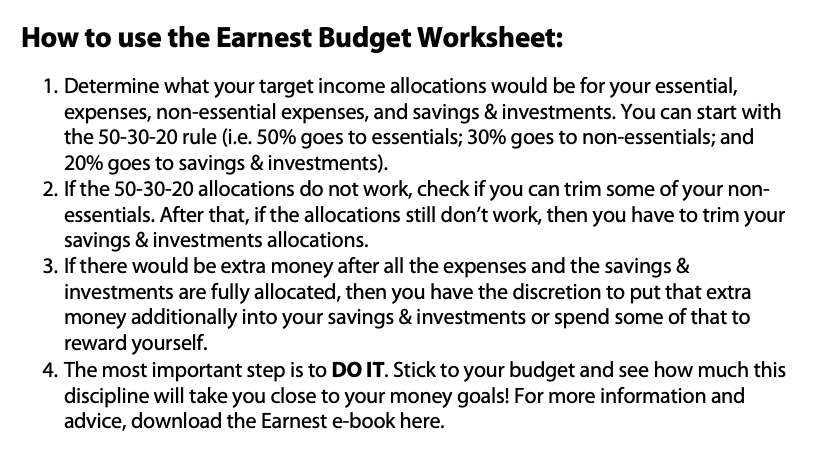 How to use the Earnest Budget Worksheet:
1. Determine what your target income allocations would be for your essential,
expenses, non-essential expenses, and savings & investments. You can start with
the 50-30-20 rule (i.e. 50% goes to essentials; 30% goes to non-essentials; and
20% goes to savings & investments).
2. If the 50-30-20 allocations do not work, check if you can trim some of your non-
essentials. After that, if the allocations still don’t work, then you have to trim your
savings & investments allocations.
3. If there would be extra money after all the expenses and the savings &
investments are fully allocated, then you have the discretion to put that extra
money additionally into your savings & investments or spend some of that to
reward yourself.
4. The most important step is to DO IT. Stick to your budget and see how much this
discipline will take you close to your money goals! For more information and
advice, download the Earnest e-book here.